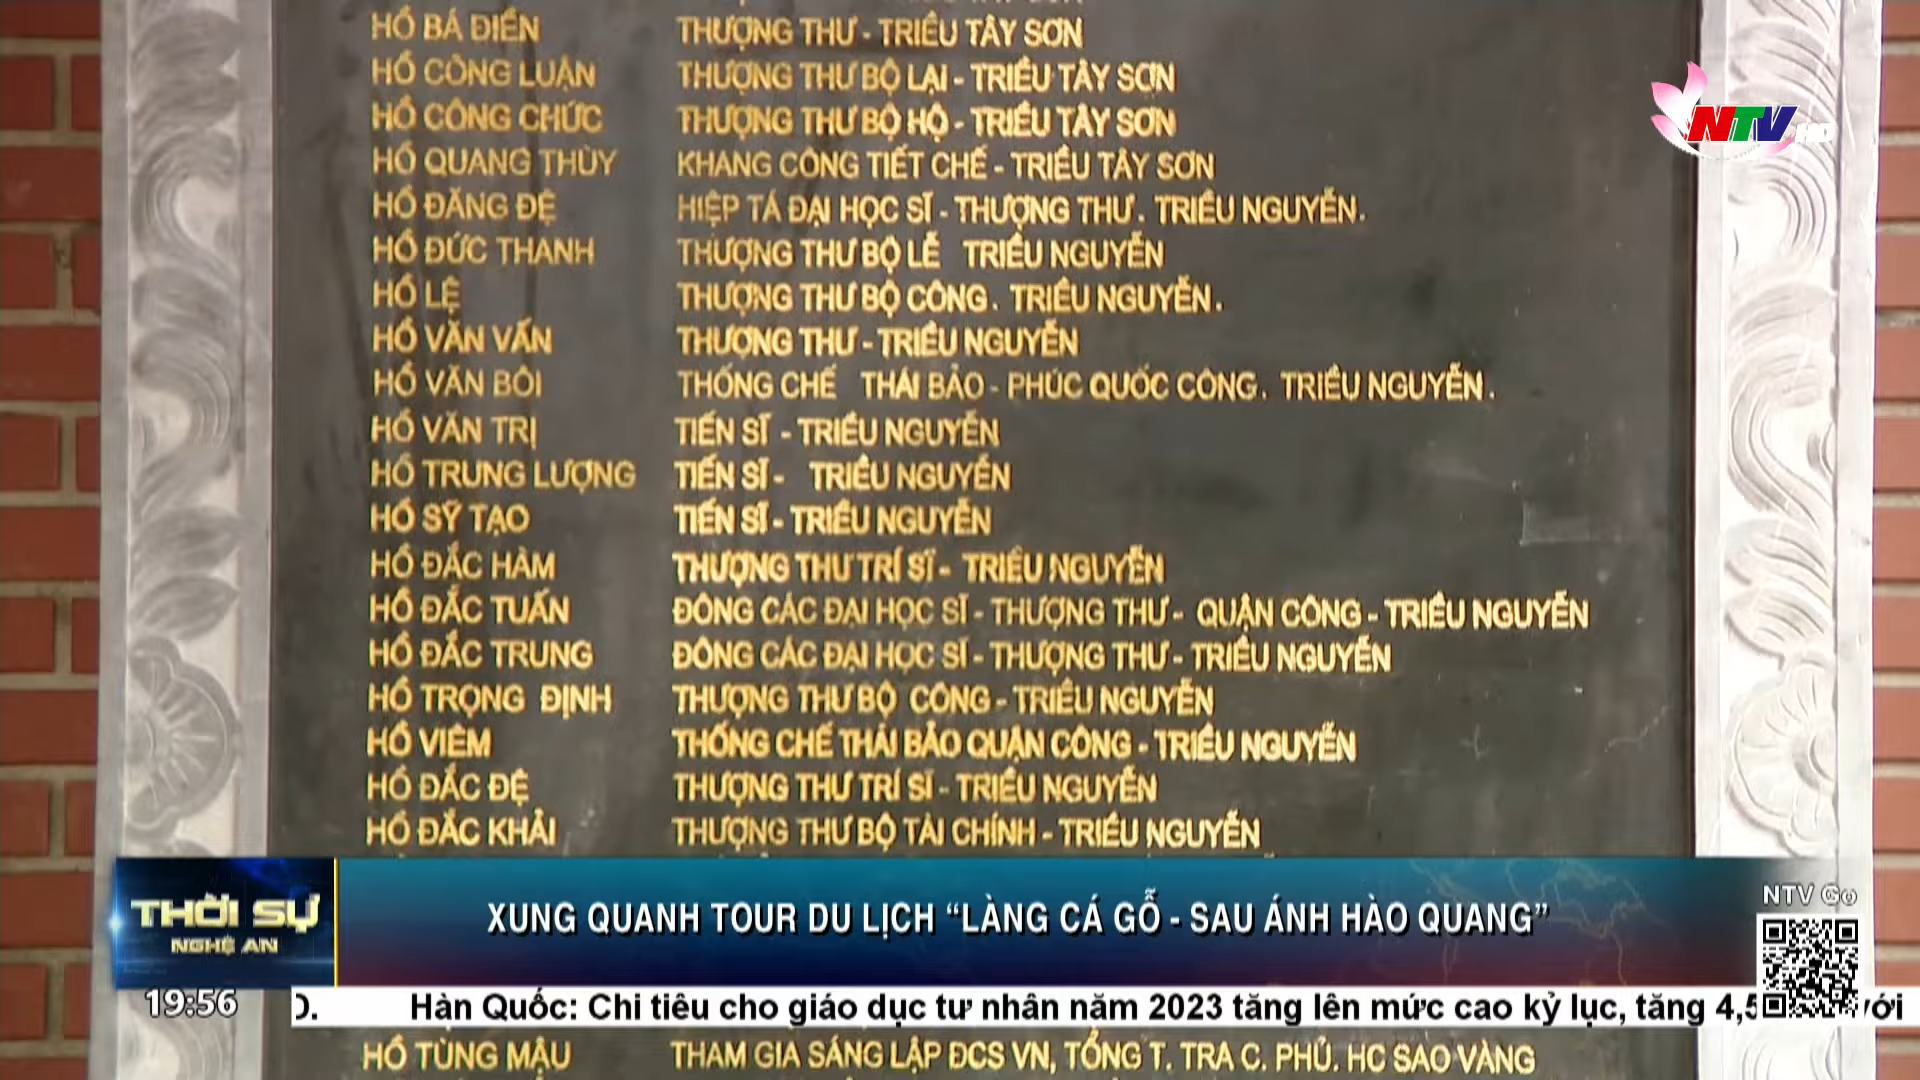 HỒ BÁ ĐIỂN THƯỢNG THƯ - TRIỀU TÂY SƠN
HỒ CÔNG LUẬN THƯỢNG THƯ BỘ LẠI - TRIỀU TÂY SƠN
HỒ CÔNG CHỨC THƯỢNG THƯ BỘ HỘ - TRIỀU TÂY SƠN
HỒ QUANG THÙY KHANG CÔNG TIẾT CHẾ - TRIỀU TÂY SƠN
HỒ ĐĂNG ĐỆ HIỆP TÁ ĐẠI HỌC SĨ - THƯỢNG THƯ. TRIỀU NGUYỄN.
HỒ ĐỨC THANH THƯỢNG THƯ BỘ LỄ TRIỀU NGUYỄN
HỒ LỆ THƯỢNG THƯ BỘ CÔNG. TRIỀU NGUYỄN.
HỒ VĂN VẤN THƯỢNG THƯ - TRIỀU NGUYỄN
HỒ VĂN BÔI THỐNG CHẾ THÁI BẢO - PHÚC QUỐC CÔNG. TRIỀU NGUYỄN.
HỒ VĂN TRỊ TIẾN SĨ - TRIỀU NGUYỄN
HỒ TRUNG LƯỢNG TIẾN SĨ - TRIỀU NGUYỄN
HỒ SỸ TẠO TIẾN SĨ - TRIỀU NGUYỄN
HỒ ĐẮC HÀM THƯỢNG THƯ TRÍ SĨ - TRIỀU NGUYỄN
HỒ ĐẮC TUẤN ĐÔNG CÁC ĐẠI HỌC SĨ - THƯỢNG THƯ - QUẬN CÔNG - TRIỀU NGUYỄN
HỒ ĐẮC TRUNG ĐÔNG CÁC ĐẠI HỌC SĨ - THƯỢNG THƯ - TRIỀU NGUYỄN
HỒ TRỌNG ĐỊNH THƯỢNG THƯ BỘ CÔNG - TRIỀU NGUYỄN
HỒ VIÊM THỐNG CHẾ THÁI BẢO QUẬN CÔNG - TRIỀU NGUYỄN
HỒ ĐẮC ĐỆ THƯỢNG THƯ TRÍ SĨ - TRIỀU NGUYỄN
HỒ ĐẮC KHẢI THƯỢNG THƯ BỘ TÀI CHÍNH - TRIỀU NGUYỄN
NTV HD
THỜI SỰ
NGHỆ AN
XUNG QUANH TOUR DU LỊCH “LÀNG CÁ GỖ - SAU ÁNH HÀO QUANG”
NTV Go
19:56
Hàn Quốc: Chi tiêu cho giáo dục tư nhân năm 2023 tăng lên mức cao kỷ lục, tăng 4,5 với
HỒ TÙNG MẬU THAM GIA SÁNG LẬP ĐCS VN, TỔNG T. TRA C. PHỦ. HC SAO VÀNG